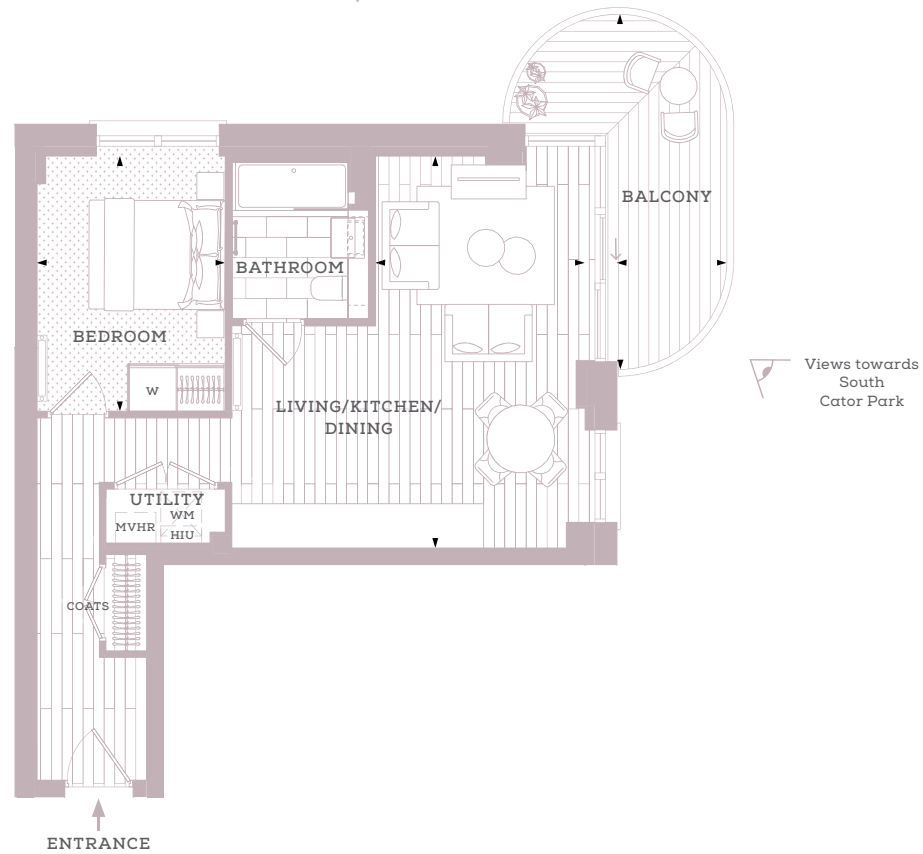 BALCONY
BATHROOM
BEDROOM
Views towards
South
Cator Park
W
LIVING/KITCHEN/
DINING
UTILITY
WM
MVHR
HIU
COATS
ENTRANCE